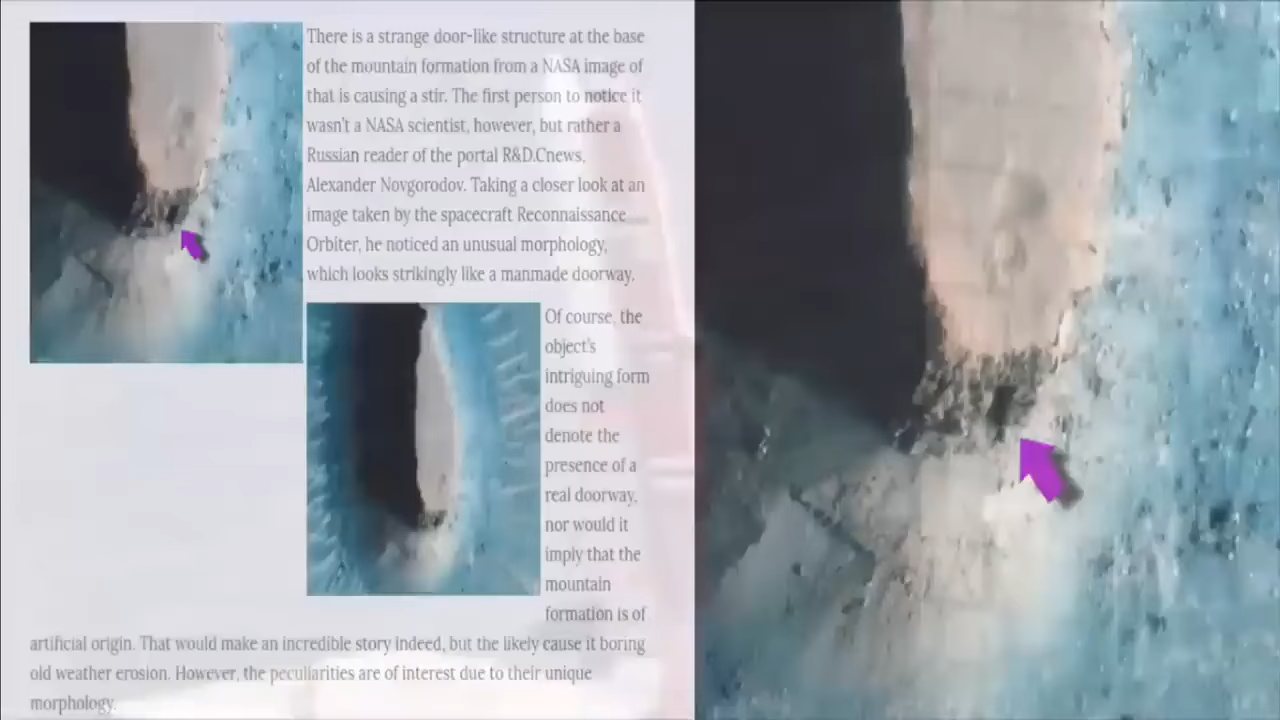 There is a strange door-like structure at the base
of the mountain formation from a NASA image of
that is causing a stir. The first person to notice it
wasn't a NASA scientist, however, but rather a
Russian reader of the portal R&D.Cnews,
Alexander Novgorodov. Taking a closer look at an
image taken by the spacecraft Reconnaissance
Orbiter, he noticed an unusual morphology,
which looks strikingly like a manmade doorway.
Of course, the
object's
intriguing form
does not
denote the
presence of a
real doorway,
nor would it
imply that the
mountain
formation is of
artificial origin. That would make an incredible story indeed, but the likely cause it boring
old weather erosion. However, the peculiarities are of interest due to their unique
morphology.